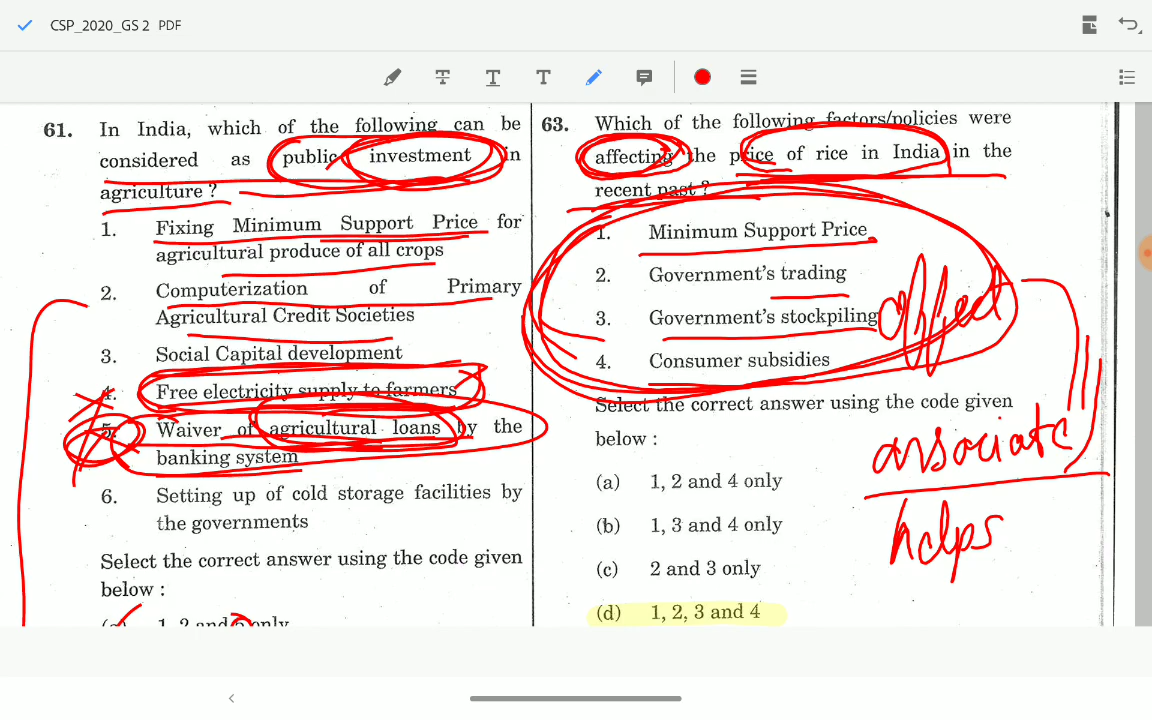 CSP_2020_GS 2 PDF
61. In India, which of the following can be
considered as public investment in
agriculture ?
1. Fixing Minimum Support Price for
agricultural produce of all crops
2. Computerization of Primary
Agricultural Credit Societies
3. Social Capital development
4. Free electricity supply to farmers
5. Waiver of agricultural loans by the
banking system
6. Setting up of cold storage facilities by
the governments
Select the correct answer using the code given
below :
1, 2 and only
63. Which of the following factors/policies were
affecting the price of rice in India in the
recent past ?
1. Minimum Support Price
2. Government's trading
3. Government's stockpiling
4. Consumer subsidies
Select the correct answer using the code given
below :
(a) 1, 2 and 4 only
(b) 1, 3 and 4 only
(c) 2 and 3 only
(d) 1, 2, 3 and 4
associate
helps